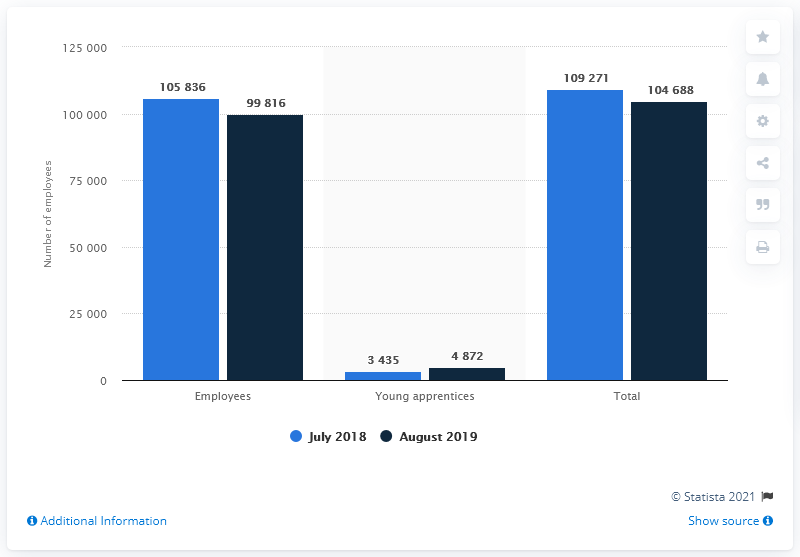 125 000
100 000
75 000
50 000
25 000
0
Number of employees
105 836
99 816
3 435
4 872
109 271
104 688
Employees
Young apprentices
Total
July 2018
August 2019
© Statista 2021
Additional Information
Show source